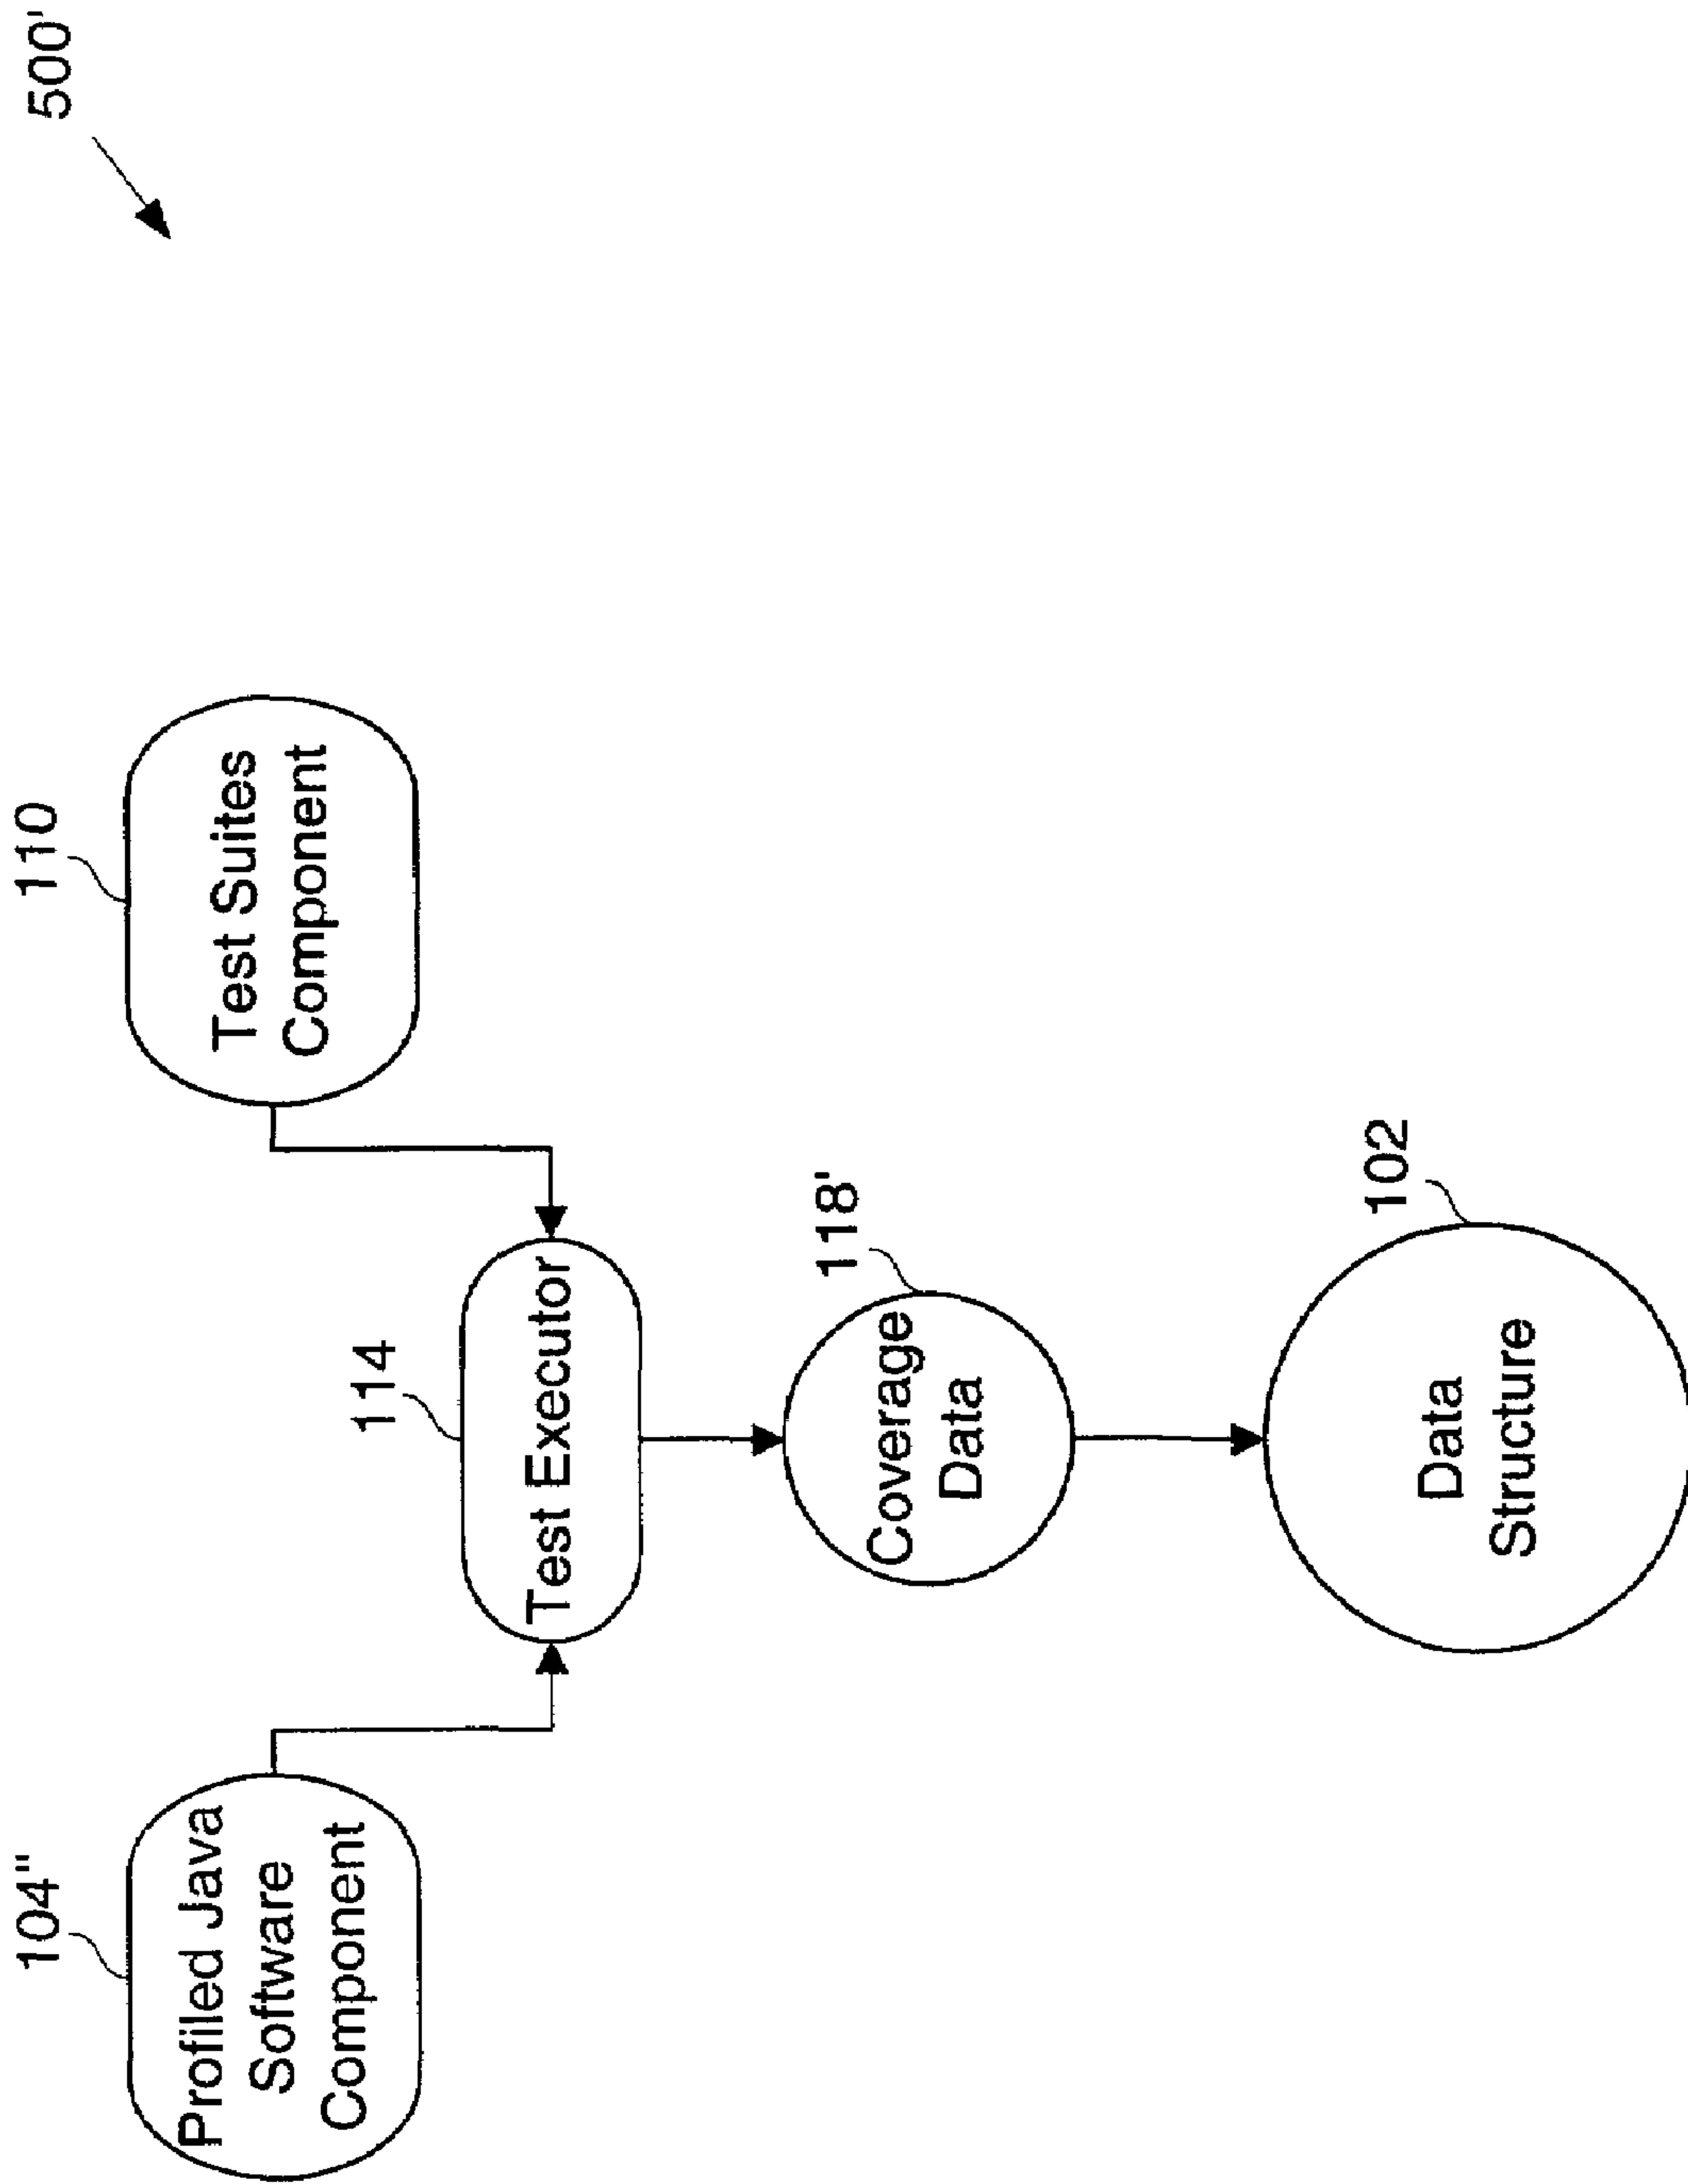 500'
104"
Profiled Java
Software
Component
110
Test Suites
Component
114
Test Executor
118'
Coverage
Data
102
Data
Structure